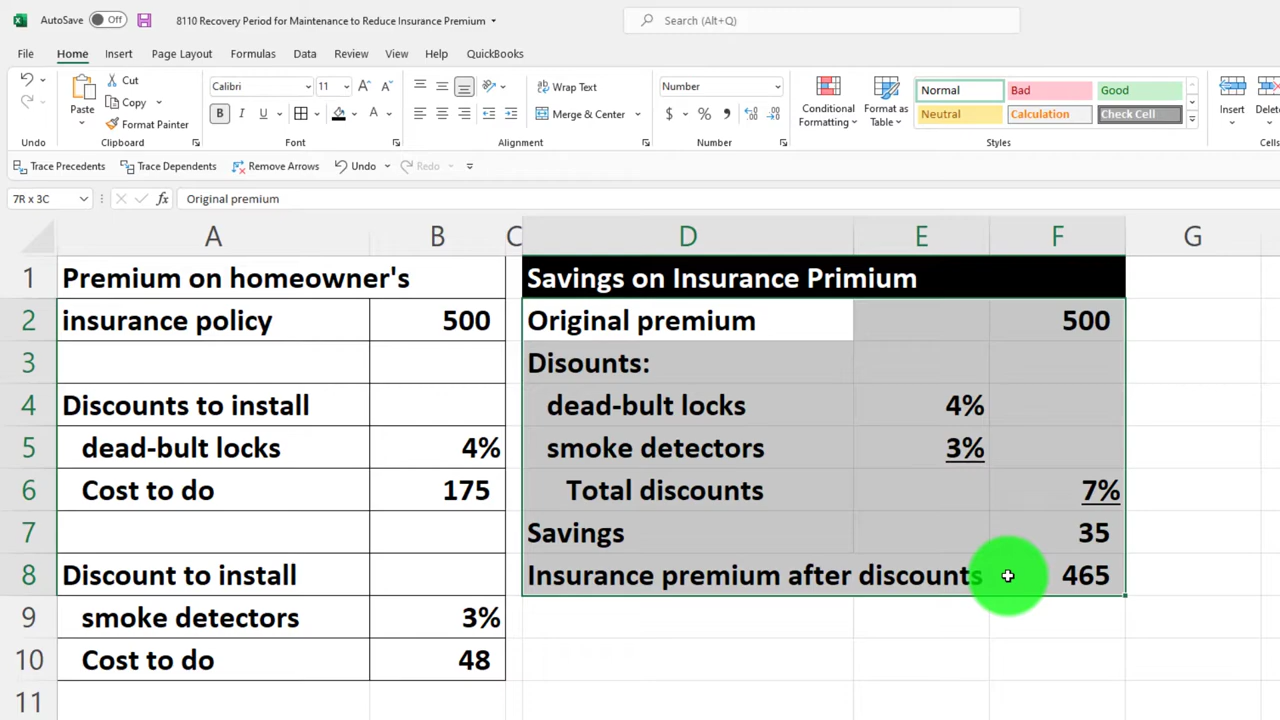 AutoSave Off 8110 Recovery Period for Maintenance to Reduce Insurance Premium Search (Alt+Q)
File Home Insert Page Layout Formulas Data Review View Help QuickBooks
Paste Cut Copy Format Painter
Calibri 11
B I U A
Wrap Text
Merge & Center
Number
$ % ,
Conditional Formatting
Format as Table
Normal Bad Good
Neutral Calculation Check Cell
Insert
Undo Clipboard Font Alignment Number Styles
Trace Precedents Trace Dependents Remove Arrows Undo Redo
7R x 3C fx Original premium
A B C D E F G
1 Premium on homeowner's Savings on Insurance Primium
2 insurance policy 500 Original premium 500
3 Disounts:
4 Discounts to install dead-bult locks 4%
5 dead-bult locks 4% smoke detectors 3%
6 Cost to do 175 Total discounts 7%
7 Savings 35
8 Discount to install Insurance premium after discounts 465
9 smoke detectors 3%
10 Cost to do 48
11